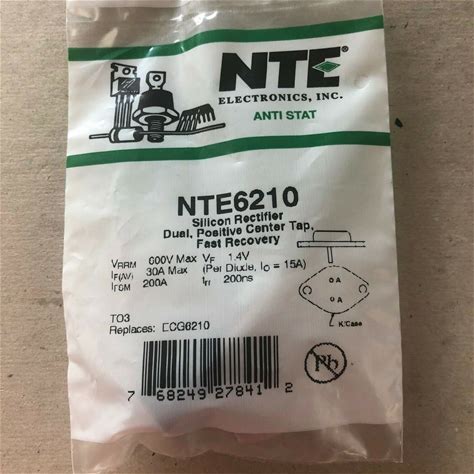 NTE
ELECTRONICS, INC.
ANTI STAT
NTE6210
Silicon Rectifier
Dual, Positive Center Tap,
Fast Recovery
VRRM 600V Max VF 1.4V
IF(AV) 30A Max (Per Diode, IO = 15A)
IFSM 200A trr 200ns
TO3
Replaces: ECG6210
A
A
K/Case
Pb
7 68249 27841 2